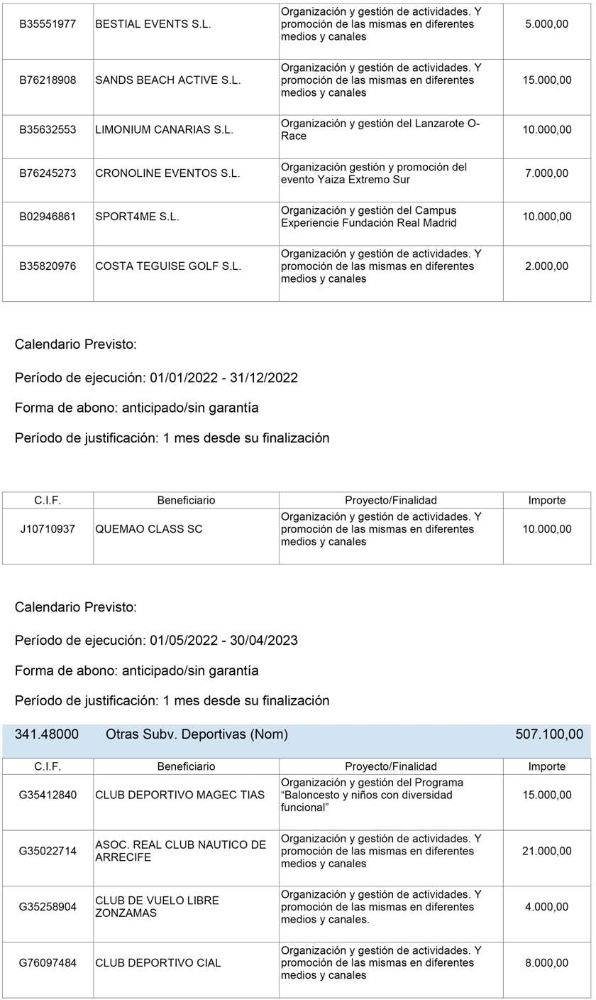 Organización y gestión de actividades. Y
B35551977 BESTIAL EVENTS S.L. promoción de las mismas en diferentes 5.000,00
medios y canales
Organización y gestión de actividades. Y
B76218908 SANDS BEACH ACTIVE S.L. promoción de las mismas en diferentes 15.000,00
medios y canales
B35632553 LIMONIUM CANARIAS S.L. Organización y gestión del Lanzarote O- 10.000,00
Race
B76245273 CRONOLINE EVENTOS S.L. Organización gestión y promoción del 7.000,00
evento Yaiza Extremo Sur
B02946861 SPORT4ME S.L. Organización y gestión del Campus 10.000,00
Experiencie Fundación Real Madrid
Organización y gestión de actividades. Y
B35820976 COSTA TEGUISE GOLF S.L. promoción de las mismas en diferentes 2.000,00
medios y canales
Calendario Previsto:
Período de ejecución: 01/01/2022 - 31/12/2022
Forma de abono: anticipado/sin garantía
Período de justificación: 1 mes desde su finalización
C.I.F. Beneficiario Proyecto/Finalidad Importe
Organización y gestión de actividades. Y
J10710937 QUEMAO CLASS SC promoción de las mismas en diferentes 10.000,00
medios y canales
Calendario Previsto:
Período de ejecución: 01/05/2022 - 30/04/2023
Forma de abono: anticipado/sin garantía
Período de justificación: 1 mes desde su finalización
341.48000 Otras Subv. Deportivas (Nom) 507.100,00
C.I.F. Beneficiario Proyecto/Finalidad Importe
Organización y gestión del Programa
G35412840 CLUB DEPORTIVO MAGEC TIAS “Baloncesto y niños con diversidad 15.000,00
funcional”
Organización y gestión de actividades. Y
G35022714 ASOC. REAL CLUB NAUTICO DE promoción de las mismas en diferentes 21.000,00
ARRECIFE medios y canales
Organización y gestión de actividades. Y
G35258904 CLUB DE VUELO LIBRE promoción de las mismas en diferentes 4.000,00
ZONZAMAS medios y canales.
Organización y gestión de actividades. Y
G76097484 CLUB DEPORTIVO CIAL promoción de las mismas en diferentes 8.000,00
medios y canales